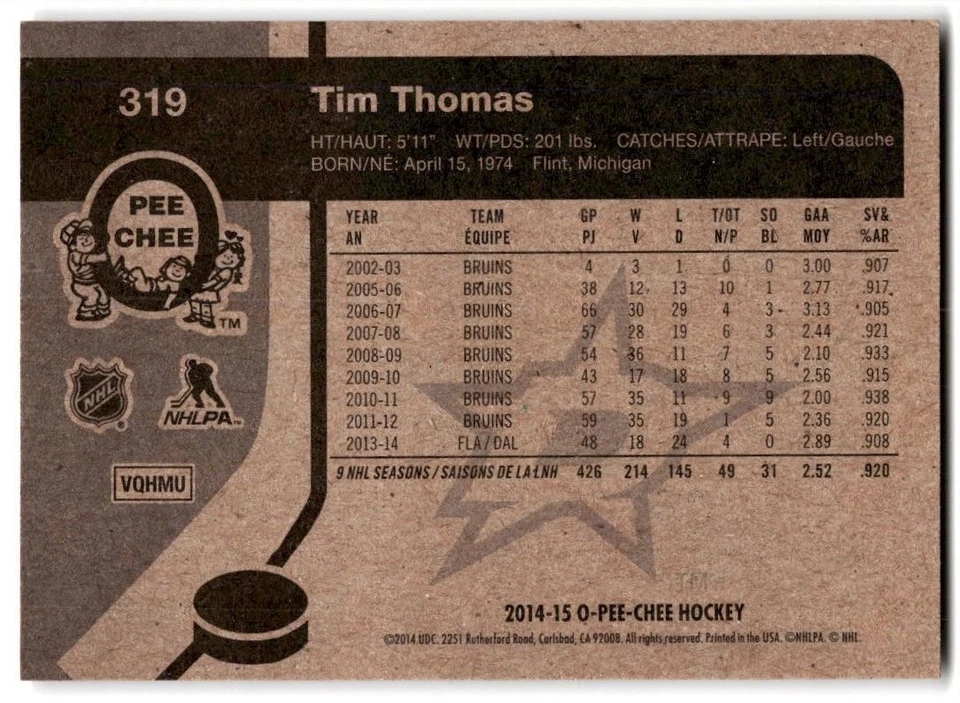 319
Tim Thomas
HT/HAUT: 5'11" WT/PDS: 201 lbs. CATCHES/ATTRAPE: Left/Gauche
BORN/NÉ: April 15, 1974 Flint, Michigan
PEE
CHEE
TM
NHL
NHLPA™
VQHMU
YEAR TEAM GP W L T/OT SO GAA SV&
AN ÉQUIPE PJ V D N/P BL MOY %AR
2002-03 BRUINS 4 3 1 0 0 3.00 .907
2005-06 BRUINS 38 12 13 10 1 2.77 .917
2006-07 BRUINS 66 30 29 4 3 3.13 .905
2007-08 BRUINS 57 28 19 6 3 2.44 .921
2008-09 BRUINS 54 36 11 7 5 2.10 .933
2009-10 BRUINS 43 17 18 8 5 2.56 .915
2010-11 BRUINS 57 35 11 9 9 2.00 .938
2011-12 BRUINS 59 35 19 1 5 2.36 .920
2013-14 FLA/DAL 48 18 24 4 0 2.89 .908
9 NHL SEASONS/SAISONS DE LA LNH 426 214 145 49 31 2.52 .920
TM
2014-15 O-PEE-CHEE HOCKEY
©2014 UDC. 2251 Rutherford Road, Carlsbad, CA 92008. All rights reserved. Printed in the USA. ©NHLPA. © NHL.